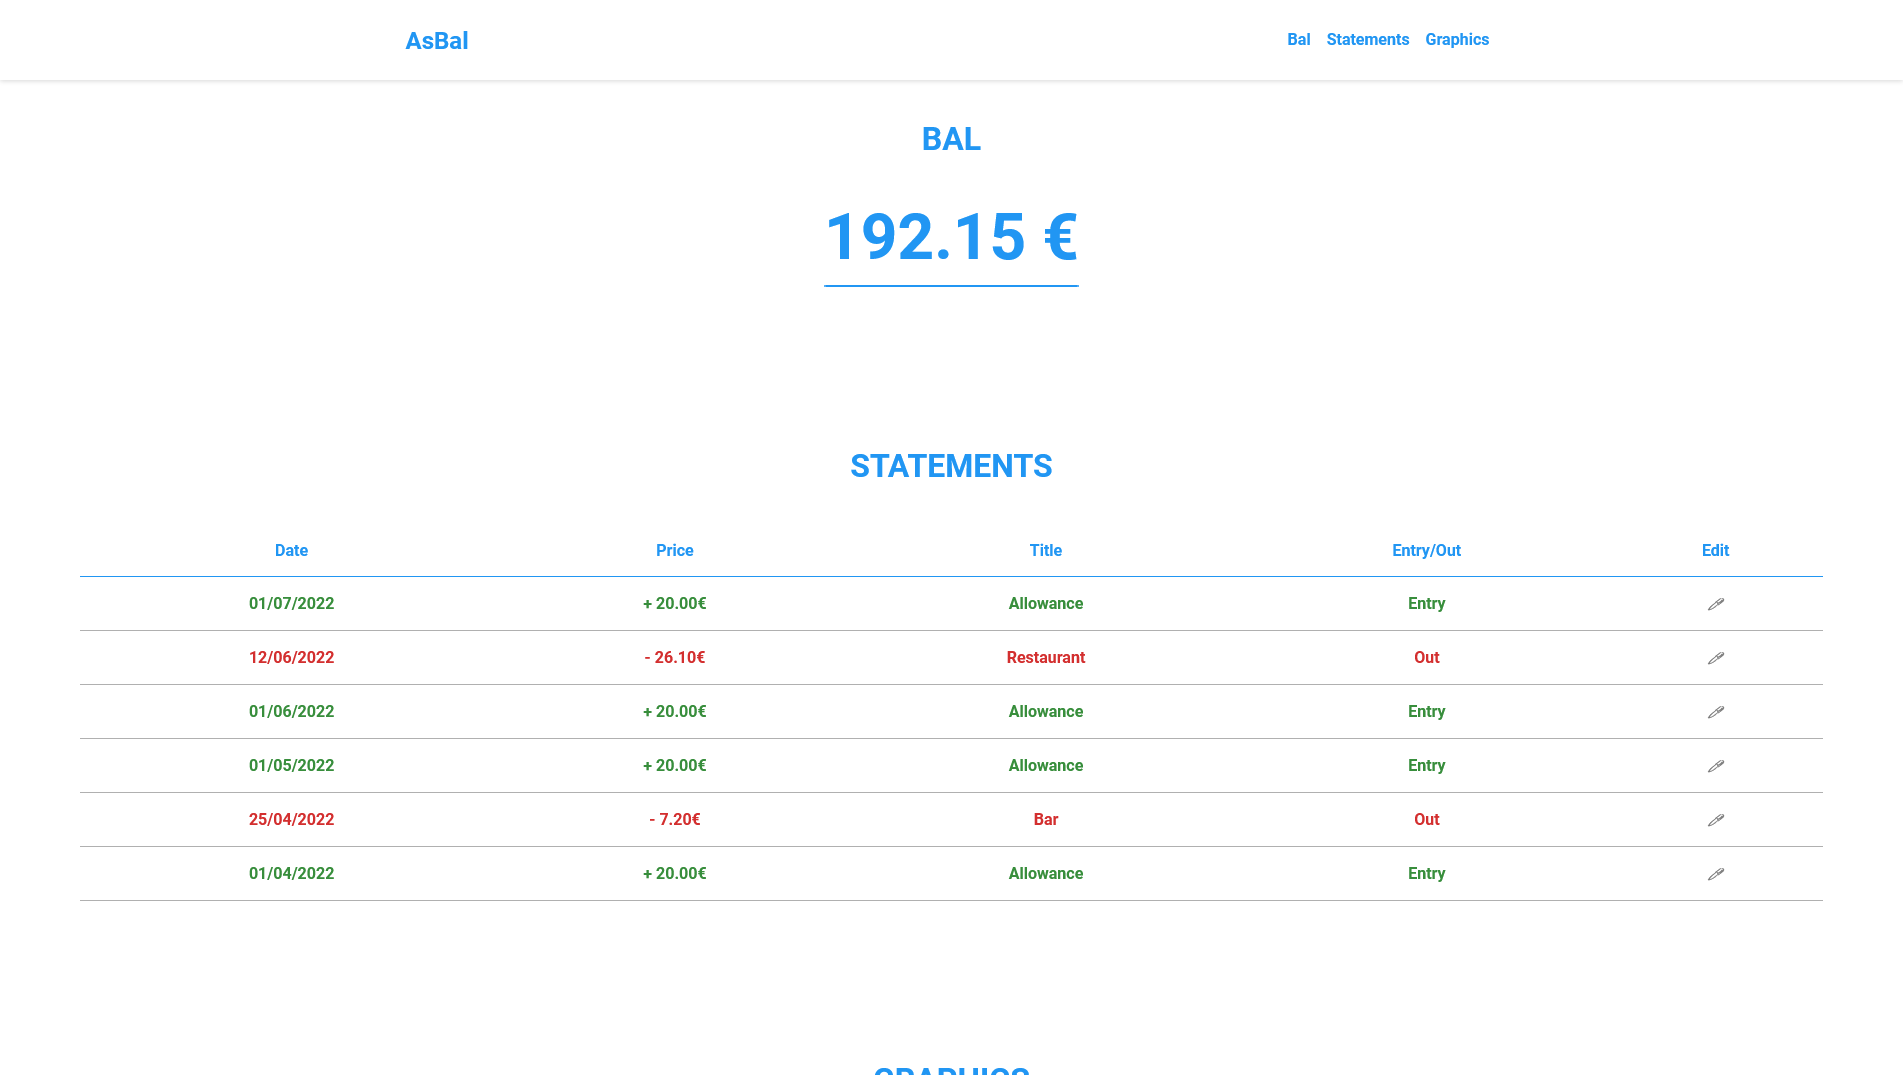 AsBal
Bal Statements Graphics
BAL
192.15 €
STATEMENTS
Date Price Title Entry/Out Edit
01/07/2022 + 20.00€ Allowance Entry
12/06/2022 - 26.10€ Restaurant Out
01/06/2022 + 20.00€ Allowance Entry
01/05/2022 + 20.00€ Allowance Entry
25/04/2022 - 7.20€ Bar Out
01/04/2022 + 20.00€ Allowance Entry
GRAPHICS